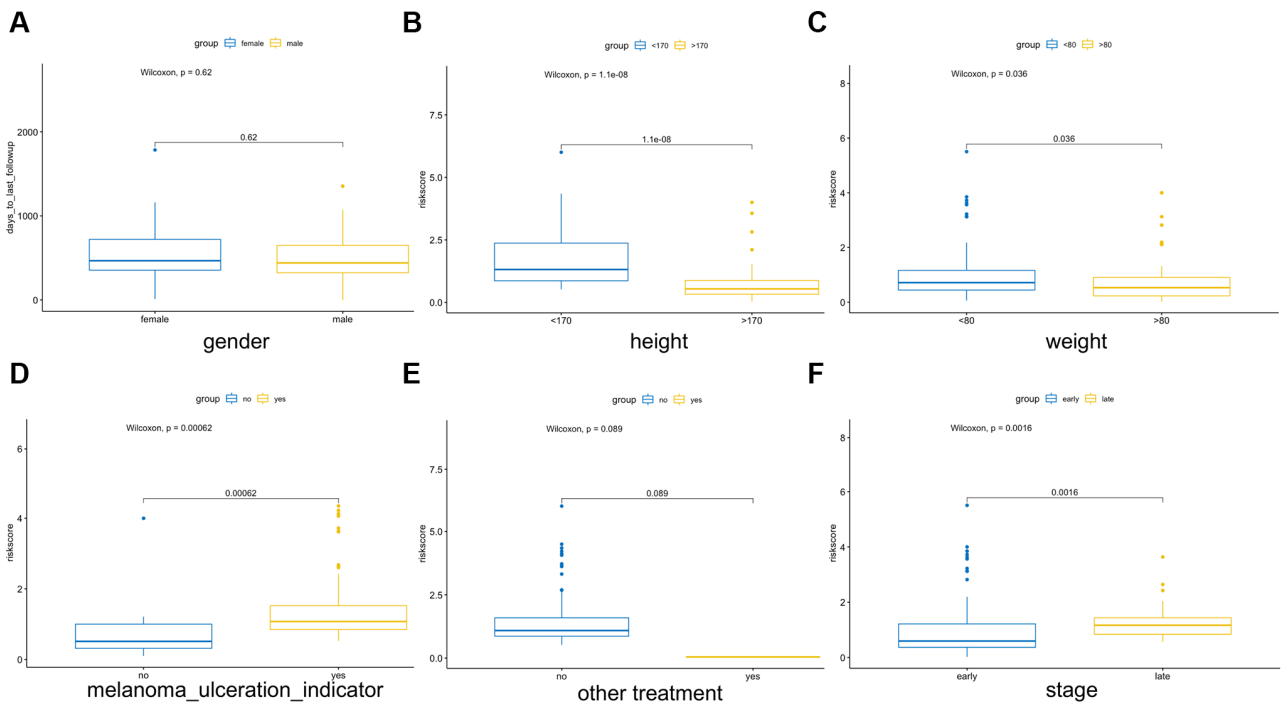 A
group female male
Wilcoxon, p = 0.62
0.62
days_to_last_followup
2000
1000
0
female male
gender
B
group <170 >170
Wilcoxon, p = 1.1e-08
1.1e-08
riskscore
7.5
5.0
2.5
0.0
<170 >170
height
C
group <80 >80
Wilcoxon, p = 0.036
0.036
riskscore
8
6
4
2
0
<80 >80
weight
D
group no yes
Wilcoxon, p = 0.00062
0.00062
riskscore
6
4
2
0
no yes
melanoma_ulceration_indicator
E
group no yes
Wilcoxon, p = 0.089
0.089
riskscore
7.5
5.0
2.5
0.0
no yes
other treatment
F
group early late
Wilcoxon, p = 0.0016
0.0016
riskscore
8
6
4
2
0
early late
stage